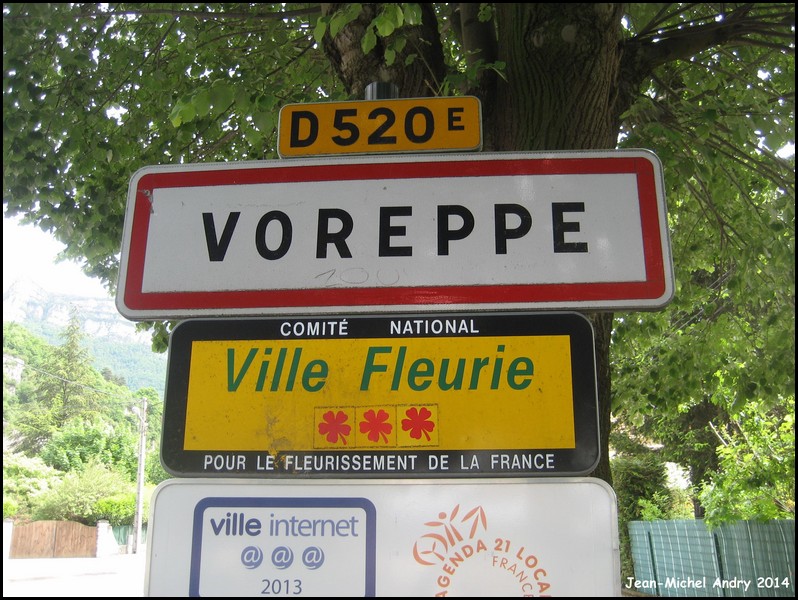 D520E
VOREPPE
COMITÉ NATIONAL
Ville Fleurie
POUR LE FLEURISSEMENT DE LA FRANCE
ville internet
@ @ @
2013
AGENDA 21 LOCAL
FRANCE
Jean-Michel Andry 2014